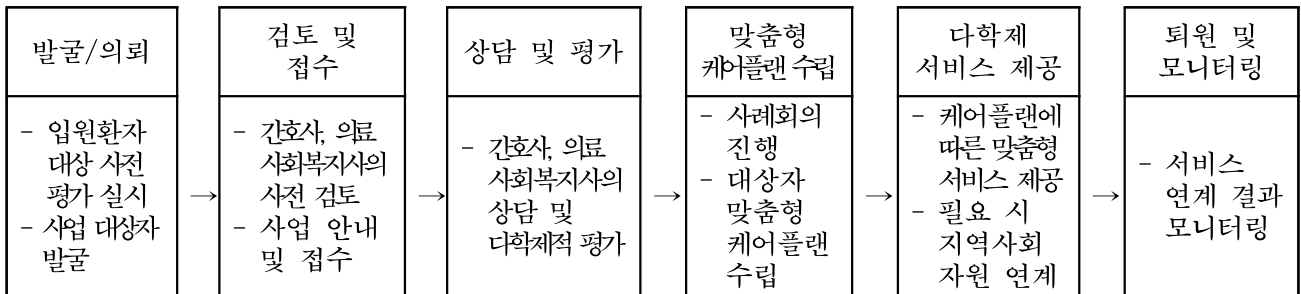 발굴/의뢰
- 입원환자
대상 사전
평가 실시
- 사업 대상자
발굴
→
검토 및
접수
- 간호사, 의료
사회복지사의
사전 검토
- 사업 안내
및 접수
→
상담 및 평가
- 간호사, 의료
사회복지사의
상담 및
다학제적 평가
→
맞춤형
케어플랜 수립
- 사례회의
진행
- 대상자
맞춤형
케어플랜
수립
→
다학제
서비스 제공
- 케어플랜에
따른 맞춤형
서비스 제공
- 필요 시
지역사회
자원 연계
→
퇴원 및
모니터링
- 서비스
연계 결과
모니터링